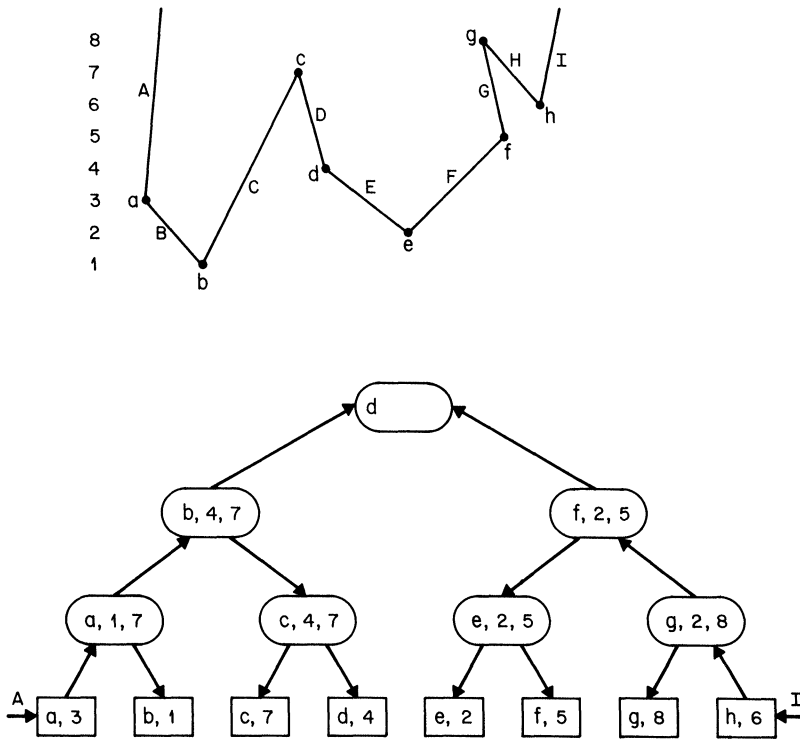 8
g
H
I
c
7
A
G
6
h
D
5
f
d
4
F
E
C
a
3
B
2
e
1
b
d
b, 4, 7
f, 2, 5
a, 1, 7
c, 4, 7
e, 2, 5
g, 2, 8
A
I
a, 3
b, 1
c, 7
d, 4
e, 2
f, 5
g, 8
h, 6